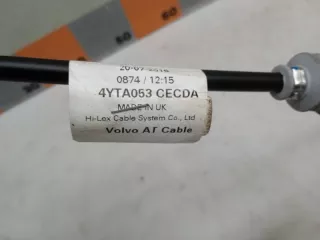 0874 / 12:15
4YTA053 CECDA
MADE IN UK
Hi-Lex Cable System Co., Ltd
Volvo AT Cable